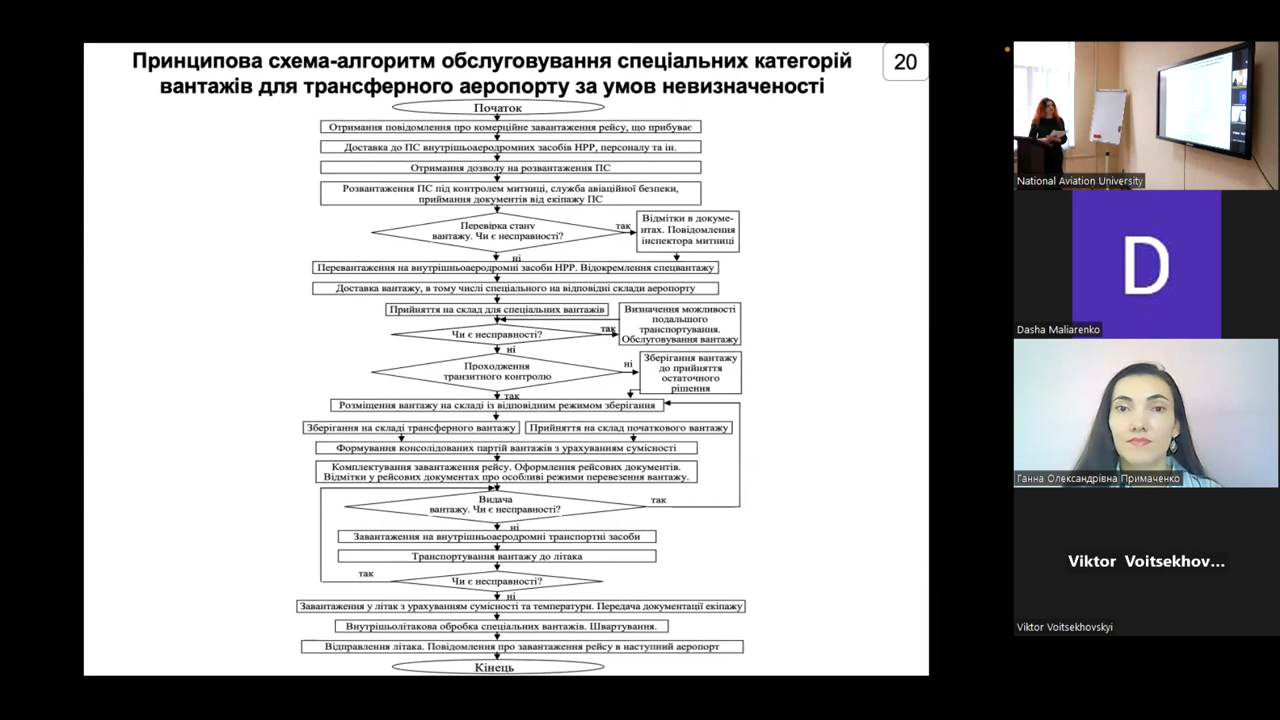 Принципова схема-алгоритм обслуговування спеціальних категорій
вантажів для трансферного аеропорту за умов невизначеності
20
Початок
Отримання повідомлення про комерційне завантаження рейсу, що прибуває
Доставка до ПС внутрішьоаеродромних засобів НРР, персоналу та ін.
Отримання дозволу на розвантаження ПС
Розвантаження ПС під контролем митниці, служба авіаційної безпеки,
приймання документів від екіпажу ПС
Перевірка стану
вантажу. Чи є несправності?
так
Відмітки в докуме-
нтах. Повідомлення
інспектора митниці
ні
Перевантаження на внутрішньоаеродромні засоби НРР. Відокремлення спецвантажу
Доставка вантажу, в тому числі спеціального на відповідні склади аеропорту
Прийняття на склад для спеціальних вантажів
Чи є несправності?
так
Визначення можливості
подальшого
транспортування.
Обслуговування вантажу
ні
Проходження
транзитного контролю
ні
Зберігання вантажу
до прийняття
остаточного
рішення
так
Розміщення вантажу на складі із відповідним режимом зберігання
Зберігання на складі трансферного вантажу
Прийняття на склад початкового вантажу
Формування консолідованих партій вантажів з урахуванням сумісності
Комплектування завантаження рейсу. Оформлення рейсових документів.
Відмітки у рейсових документах про особливі режими перевезення вантажу.
Видача
вантажу. Чи є несправності?
так
ні
Завантаження на внутрішньоаеродромні транспортні засоби
Транспортування вантажу до літака
так
Чи є несправності?
ні
Завантаження у літак з урахуванням сумісності та температури. Передача документації екіпажу
Внутрішьолітакова обробка спеціальних вантажів. Швартування.
Відправлення літака. Повідомлення про завантаження рейсу в наступний аеропорт
Кінець
National Aviation University
D
Dasha Maliarenko
Ганна Олександрівна Примаченко
Viktor Voitsekhov...
Viktor Voitsekhovskyi